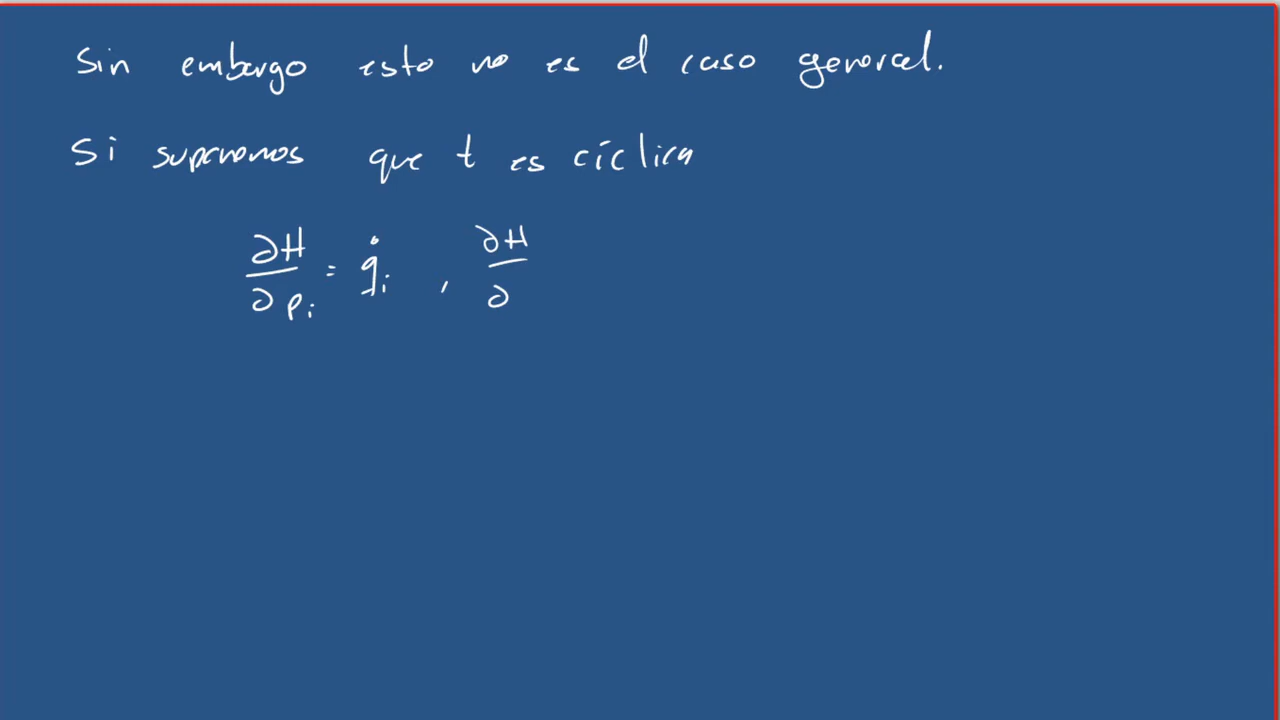 Sin embargo esto no es el caso general.
Si suponemos que t es cíclica
∂H/∂pᵢ = q̇ᵢ , ∂H/∂